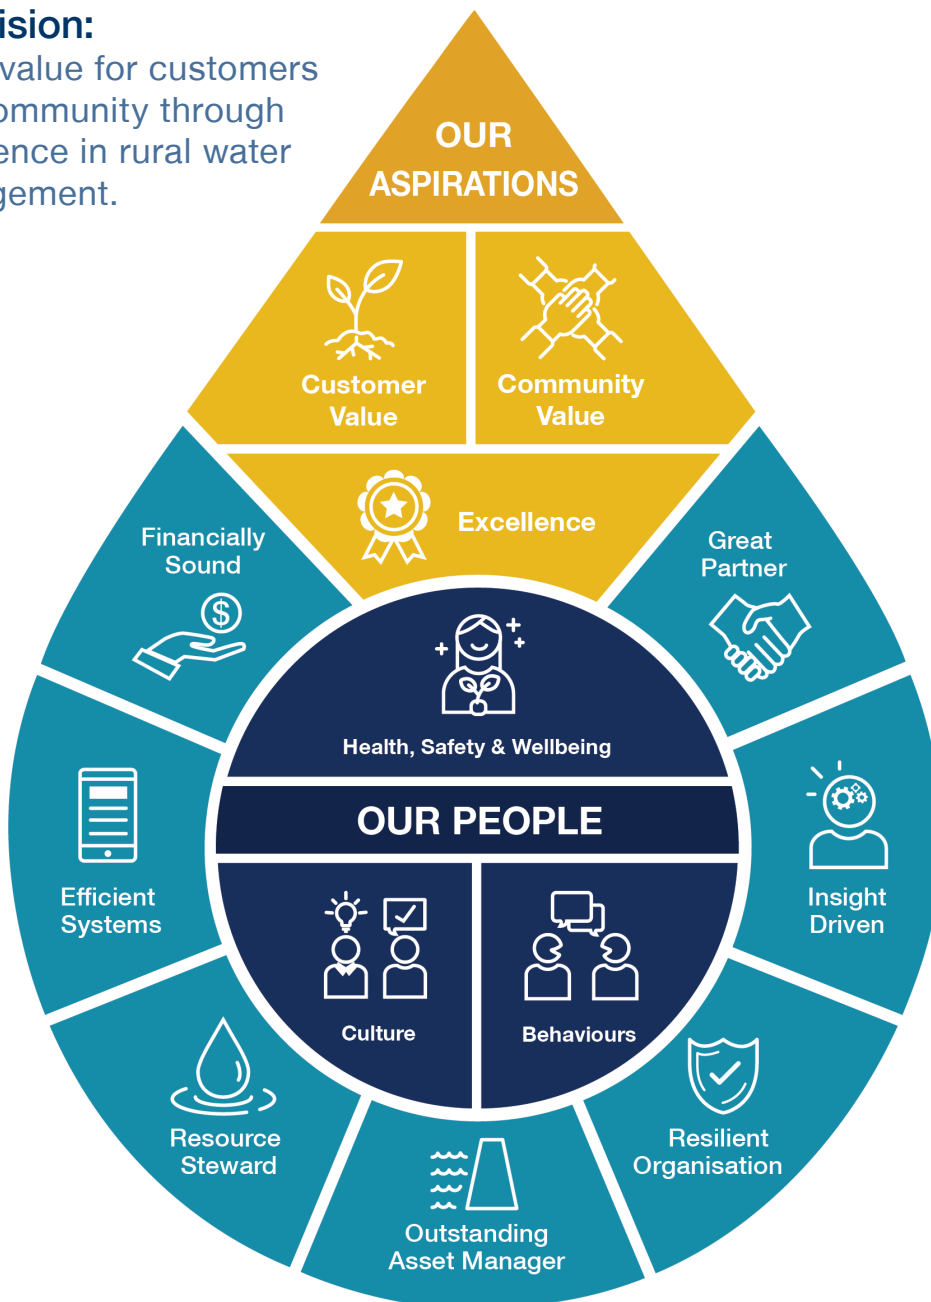 ision:
value for customers
ommunity through
ence in rural water
gement.
OUR
ASPIRATIONS
Customer
Value
Community
Value
Excellence
Financially
Sound
$
Great
Partner
Health, Safety & Wellbeing
OUR PEOPLE
Efficient
Systems
Insight
Driven
Culture
Behaviours
Resource
Steward
Resilient
Organisation
Outstanding
Asset Manager